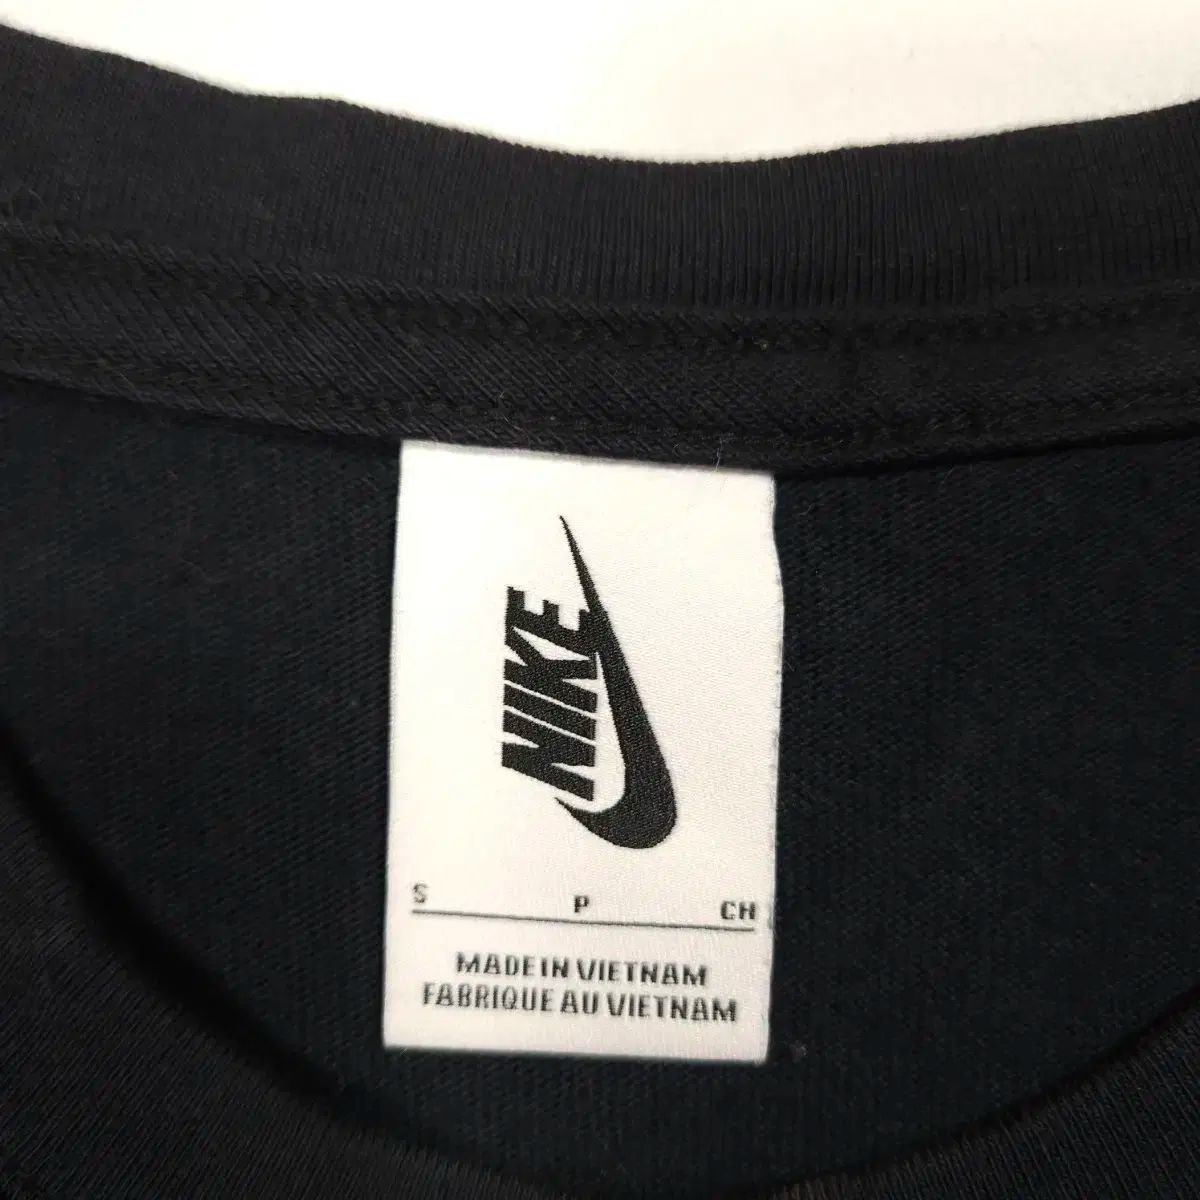 NIKE
S P CH
MADE IN VIETNAM
FABRIQUE AU VIETNAM